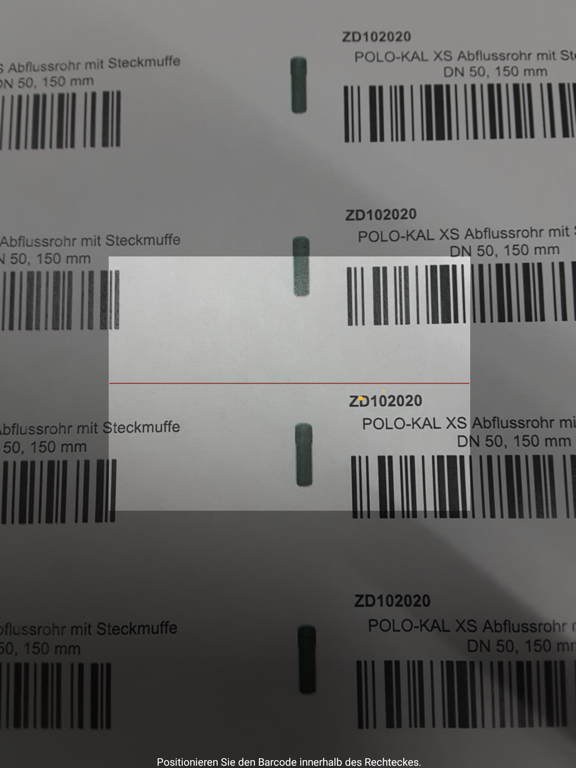 ZD102020
S Abflussrohr mit Steckmuffe
DN 50, 150 mm
POLO-KAL XS Abflussrohr mit Ste
DN 50, 150 mm
ZD102020
Abflussrohr mit Steckmuffe
N 50, 150 mm
POLO-KAL XS Abflussrohr mit S
DN 50, 150 mm
ZD102020
Abflussrohr mit Steckmuffe
50, 150 mm
POLO-KAL XS Abflussrohr mi
DN 50, 150 mm
ZD102020
bflussrohr mit Steckmuffe
50, 150 mm
POLO-KAL XS Abflussrohr m
DN 50, 150 mm
Positionieren Sie den Barcode innerhalb des Rechteckes.